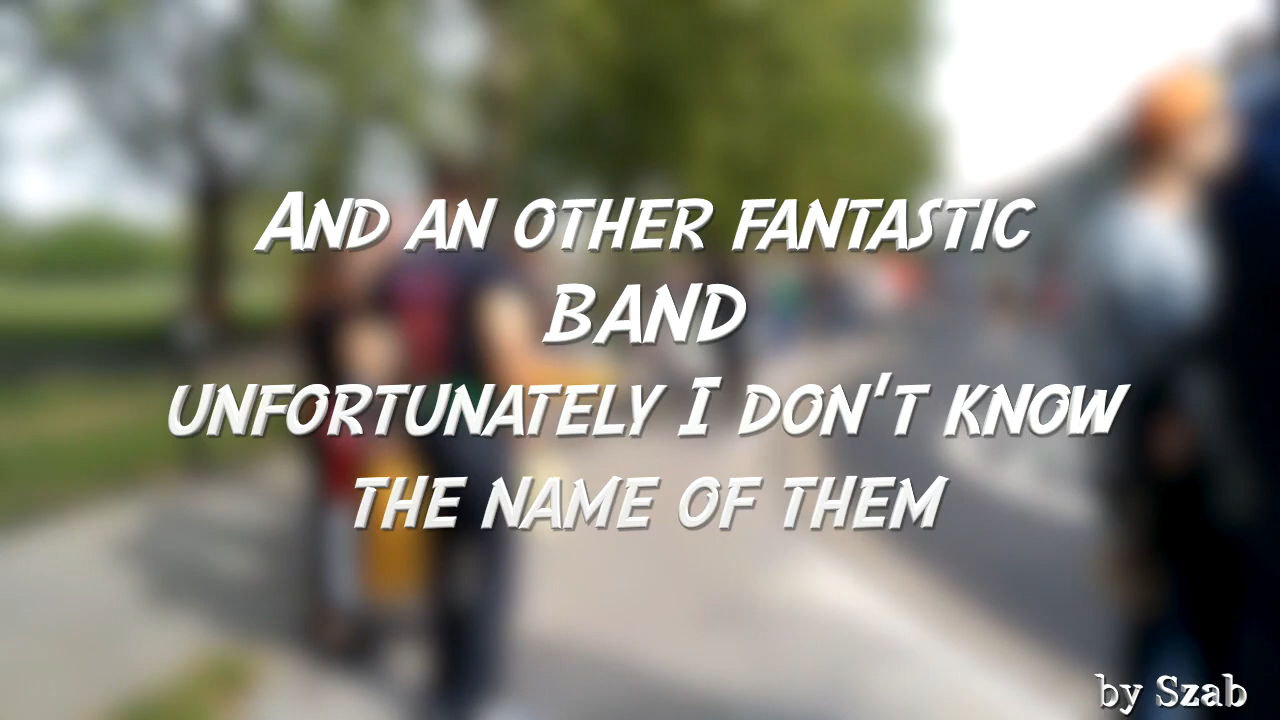 And an other fantastic
band
unfortunately I don't know
the name of them
by Szab